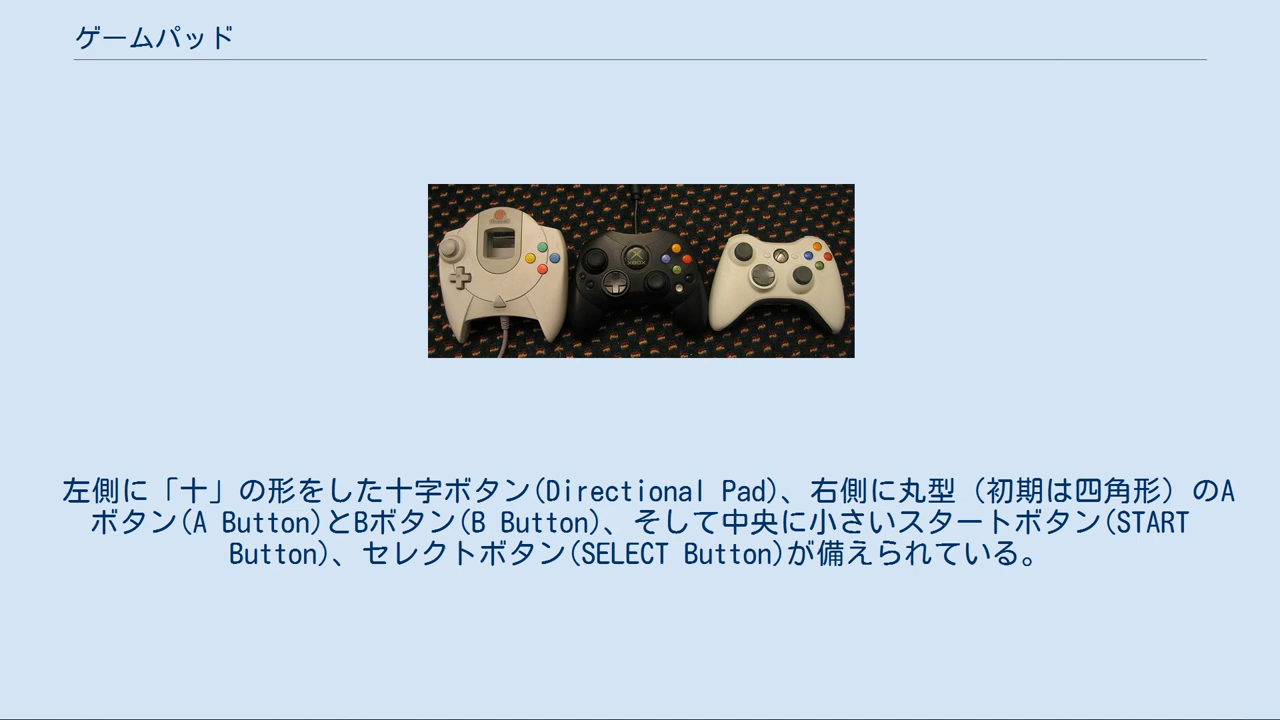 ゲームパッド
XBOX
左側に「十」の形をした十字ボタン(Directional Pad)、右側に丸型（初期は四角形）のA
ボタン(A Button)とBボタン(B Button)、そして中央に小さいスタートボタン(START
Button)、セレクトボタン(SELECT Button)が備えられている。